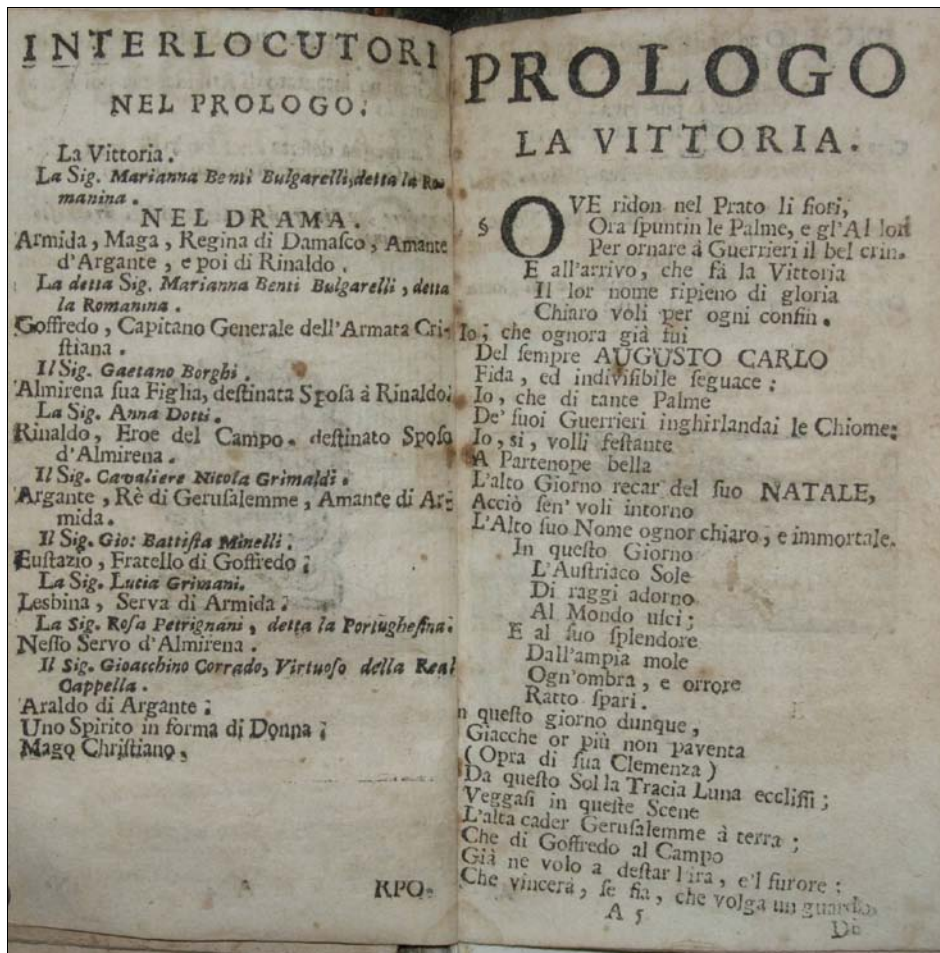 INTERLOCUTORI
NEL PROLOGO.
La Vittoria.
La Sig. Marianna Benti Bulgarelli, detta la Ro-
manina.
NEL DRAMA.
Armida, Maga, Regina di Damaſco, Amante
d'Argante, e poi di Rinaldo.
La detta Sig. Marianna Benti Bulgarelli, detta
la Romanina.
Goffredo, Capitano Generale dell'Armata Cri-
ſtiana.
Il Sig. Gaetano Borghi.
Almirena ſua Figlia, deſtinata Spoſa à Rinaldo.
La Sig. Anna Dotti.
Rinaldo, Eroe del Campo. deſtinato Spoſo
d'Almirena.
Il Sig. Cavaliere Nicola Grimaldi.
Argante, Rè di Geruſalemme, Amante di Ar-
mida.
Il Sig. Gio: Battiſta Minelli.
Euſtazio, Fratello di Goffredo;
La Sig. Lucia Grimani.
Lesbina, Serva di Armida;
La Sig. Roſa Petrignani, detta la Portugheſina.
Neſſo Servo d'Almirena.
Il Sig. Gioacchino Corrado, Virtuoſo della Real
Cappella.
Araldo di Argante;
Uno Spirito in forma di Donna;
Mago Chriſtiano,
RPO-
PROLOGO
LA VITTORIA.
§ OVE ridon nel Prato li fiori,
Ora ſpuntin le Palme, e gl'Al lori
Per ornare á Guerrieri il bel crin.
E all'arrivo, che fà la Vittoria
Il lor nome ripieno di gloria
Chiaro voli per ogni confin.
Io; che ognora già fui
Del ſempre AUGUSTO CARLO
Fida, ed indiviſibile ſeguace;
Io, che di tante Palme
De' ſuoi Guerrieri inghirlandai le Chiome;
Io, si, volli feſtante
A Partenope bella
L'alto Giorno recar del ſuo NATALE,
Acciò ſen' voli intorno
L'Alto ſuo Nome ognor chiaro, e immortale.
In queſto Giorno
L'Auſtriaco Sole
Di raggi adorno
Al Mondo uſci;
E al ſuo ſplendore
Dall'ampia mole
Ogn'ombra, e orrore
Ratto ſpari.
n queſto giorno dunque,
Giacche or più non paventa
(Opra di ſua Clemenza)
Da queſto Sol la Tracia Luna eccliſſi;
Veggaſi in queſte Scene
L'alta cader Geruſalemme à terra;
Che di Goffredo al Campo
Già ne volo a deſtar l'ira, e'l furore:
Che vincerà, ſe fia, che volga un guardo
A 5